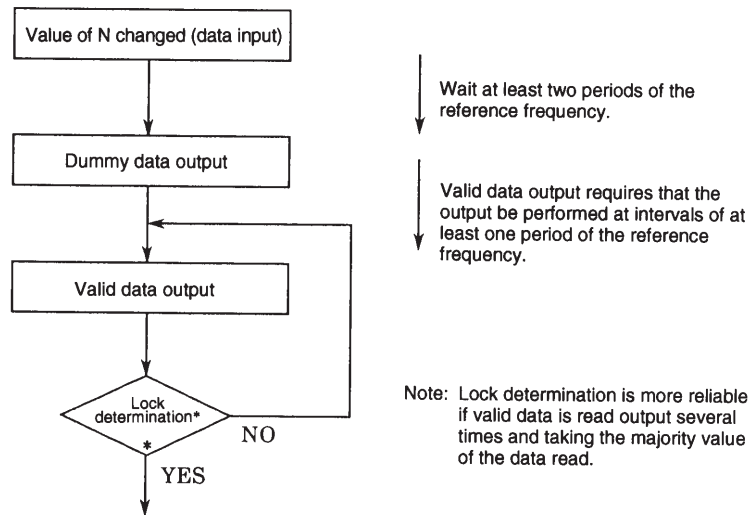 Value of N changed (data input)
Wait at least two periods of the
reference frequency.
Dummy data output
Valid data output requires that the
output be performed at intervals of at
least one period of the reference
frequency.
Valid data output
Lock
determination*
*
NO
YES
Note: Lock determination is more reliable
if valid data is read output several
times and taking the majority value
of the data read.